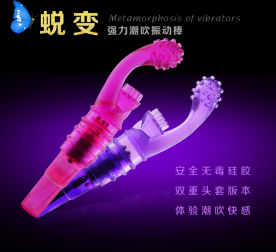 蜕变
Metamorphosis of vibrators
强力潮吹振动棒
安全无毒硅胶
双重头套版本
体验潮吹快感